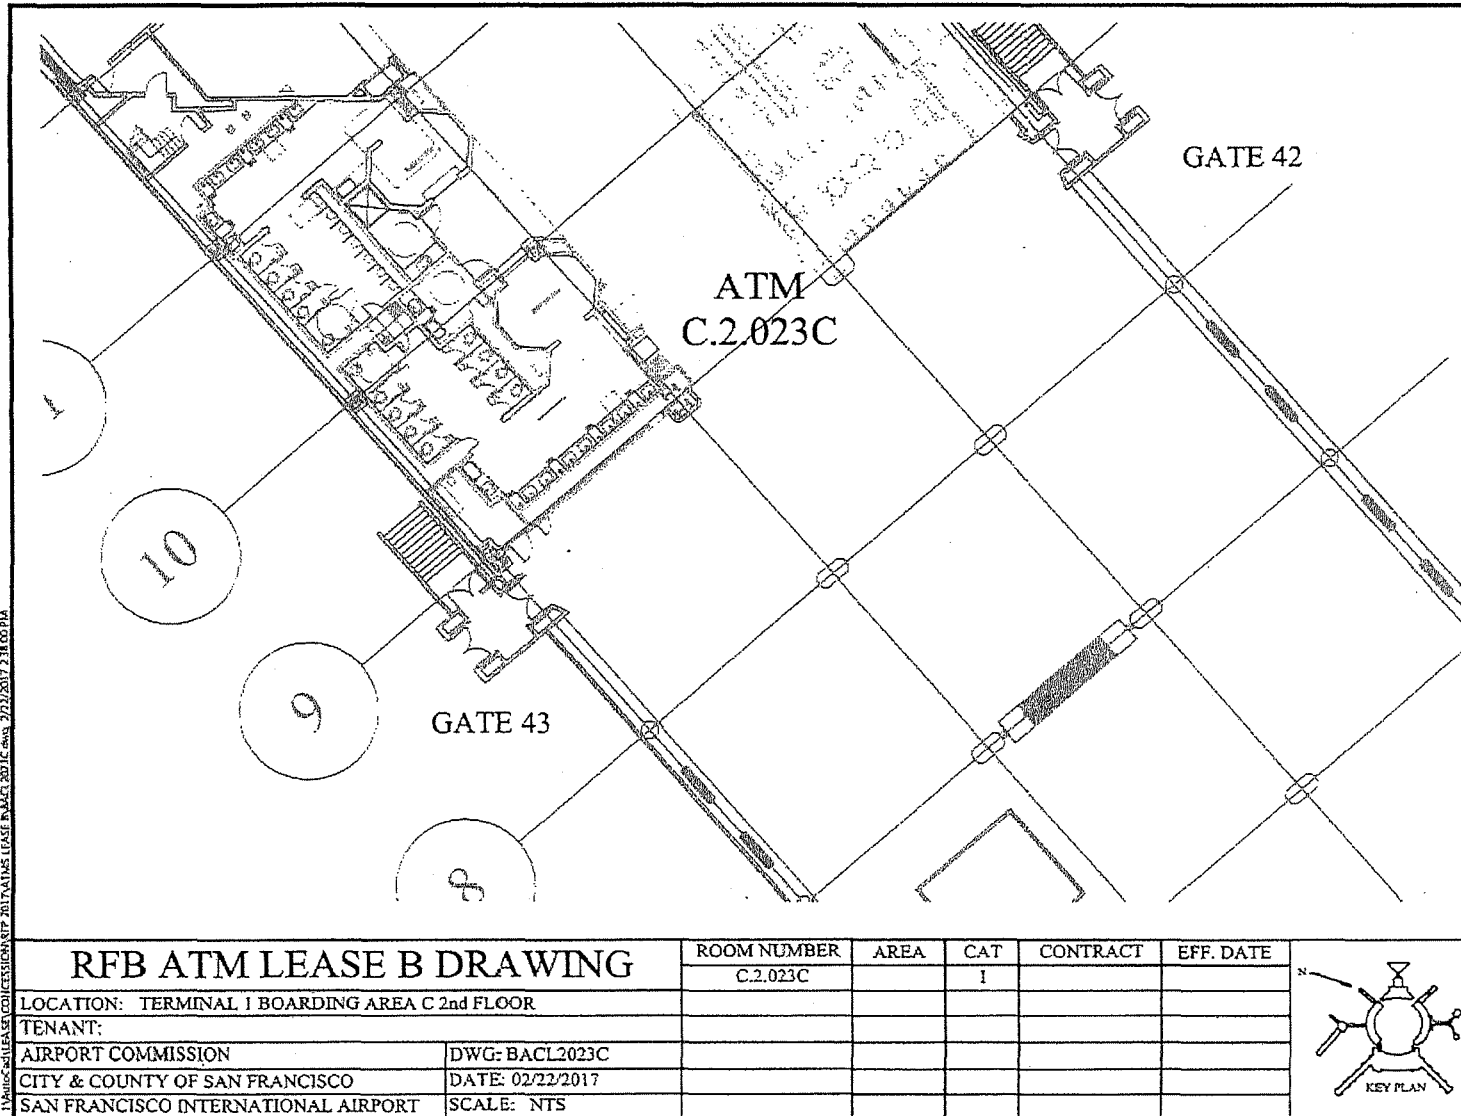 GATE 42
ATM
C.2.023C
1
10
9
GATE 43
8
RFB ATM LEASE B DRAWING
LOCATION: TERMINAL 1 BOARDING AREA C 2nd FLOOR
TENANT:
AIRPORT COMMISSION DWG: BACL2023C
CITY & COUNTY OF SAN FRANCISCO DATE: 02/22/2017
SAN FRANCISCO INTERNATIONAL AIRPORT SCALE: NTS
ROOM NUMBER AREA CAT CONTRACT EFF. DATE
C.2.023C 1
N
KEY PLAN